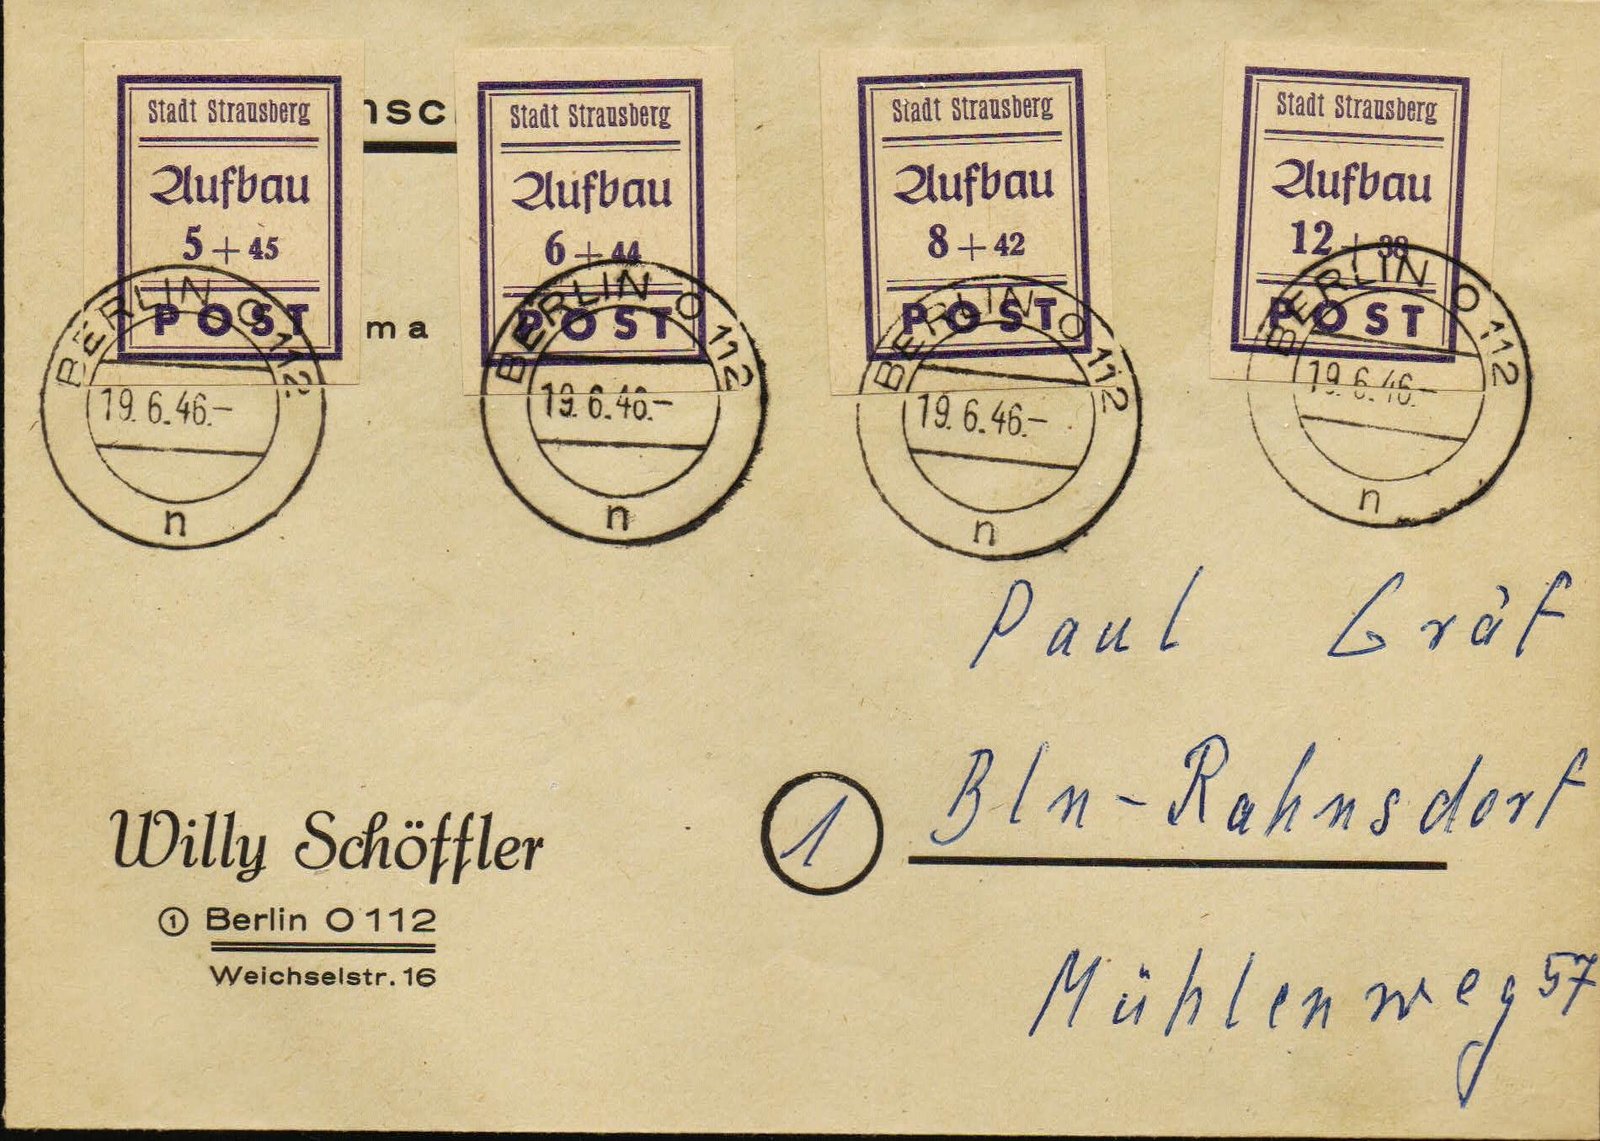 Stadt Strausberg
Aufbau
5 + 45
POST
Stadt Strausberg
Aufbau
6 + 44
POST
Stadt Strausberg
Aufbau
8 + 42
POST
Stadt Strausberg
Aufbau
12 + 38
POST
BERLIN O 112
19.6.46.-
n
BERLIN O 112
19.6.46.-
n
BERLIN O 112
19.6.46.-
n
BERLIN O 112
19.6.46.-
n
Paul Gräf
1 Bln-Rahnsdorf
Mühlenweg 57
Willy Schöffler
1 Berlin O 112
Weichselstr. 16